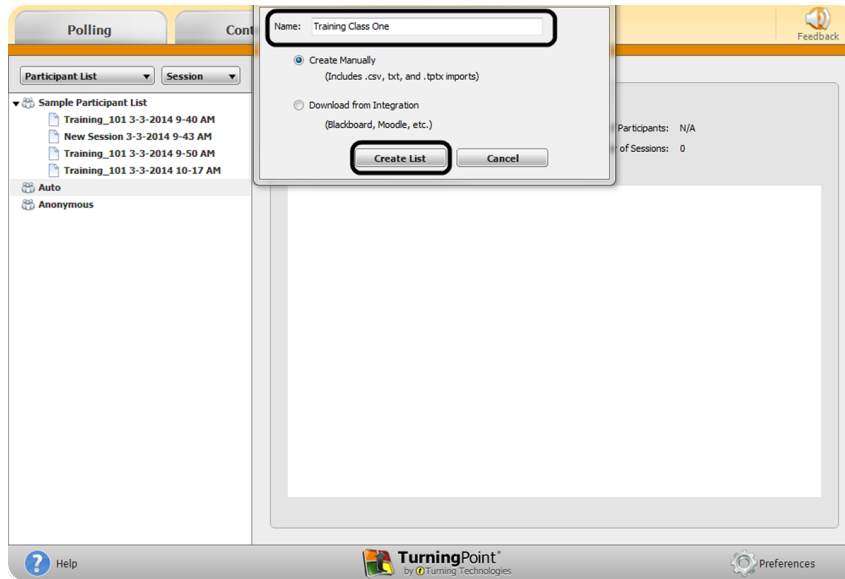 Polling
Cont
Feedback
Name: Training Class One
Create Manually
(Includes .csv, txt, and .tptx imports)
Download from Integration
(Blackboard, Moodle, etc.)
Create List
Cancel
Participant List
Session
Sample Participant List
Training_101 3-3-2014 9-40 AM
New Session 3-3-2014 9-43 AM
Training_101 3-3-2014 9-50 AM
Training_101 3-3-2014 10-17 AM
Auto
Anonymous
Participants: N/A
of Sessions: 0
Help
TurningPoint®
by Turning Technologies
Preferences